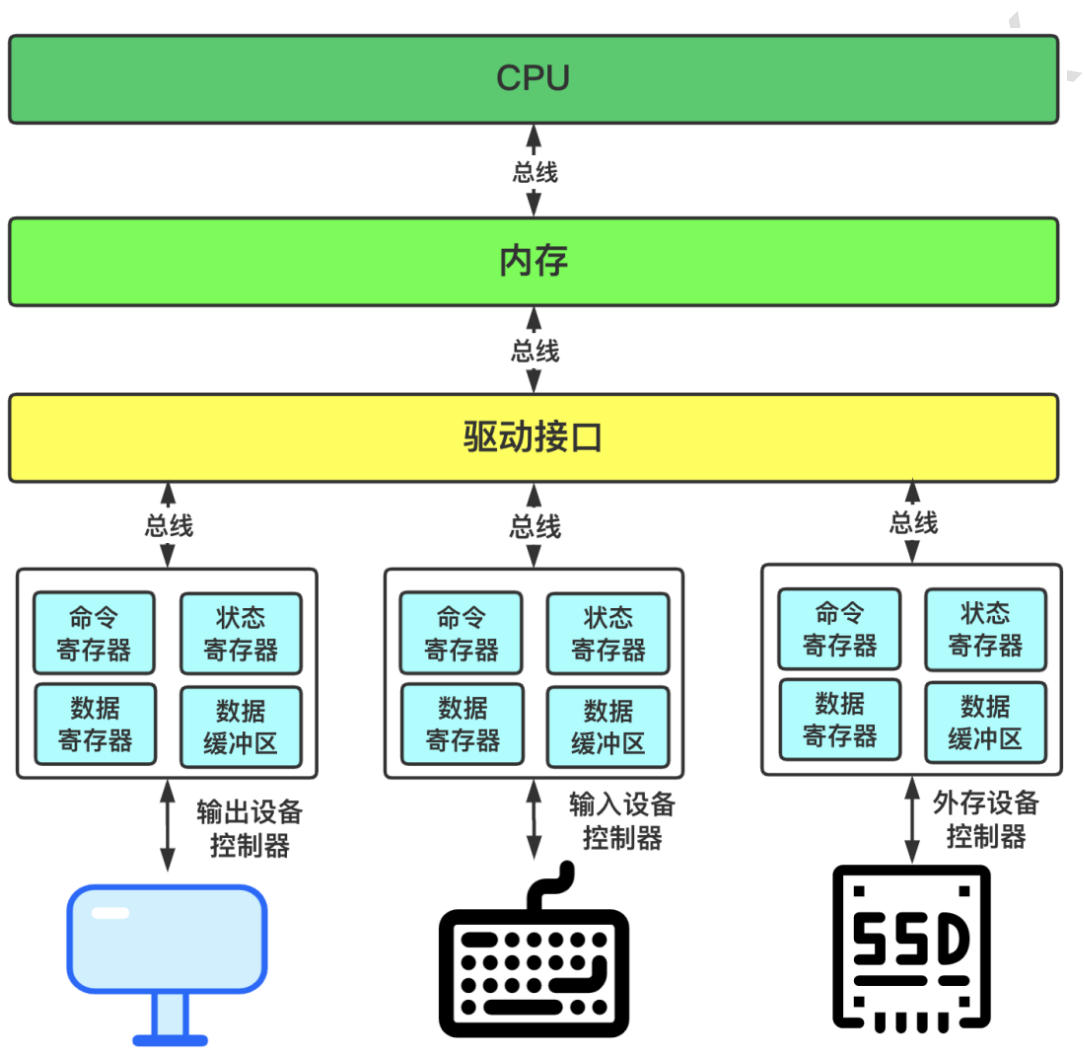 CPU
总线
内存
总线
驱动接口
总线
总线
总线
命令
寄存器
状态
寄存器
数据
寄存器
数据
缓冲区
命令
寄存器
状态
寄存器
数据
寄存器
数据
缓冲区
命令
寄存器
状态
寄存器
数据
寄存器
数据
缓冲区
输出设备
控制器
输入设备
控制器
外存设备
控制器
SSD